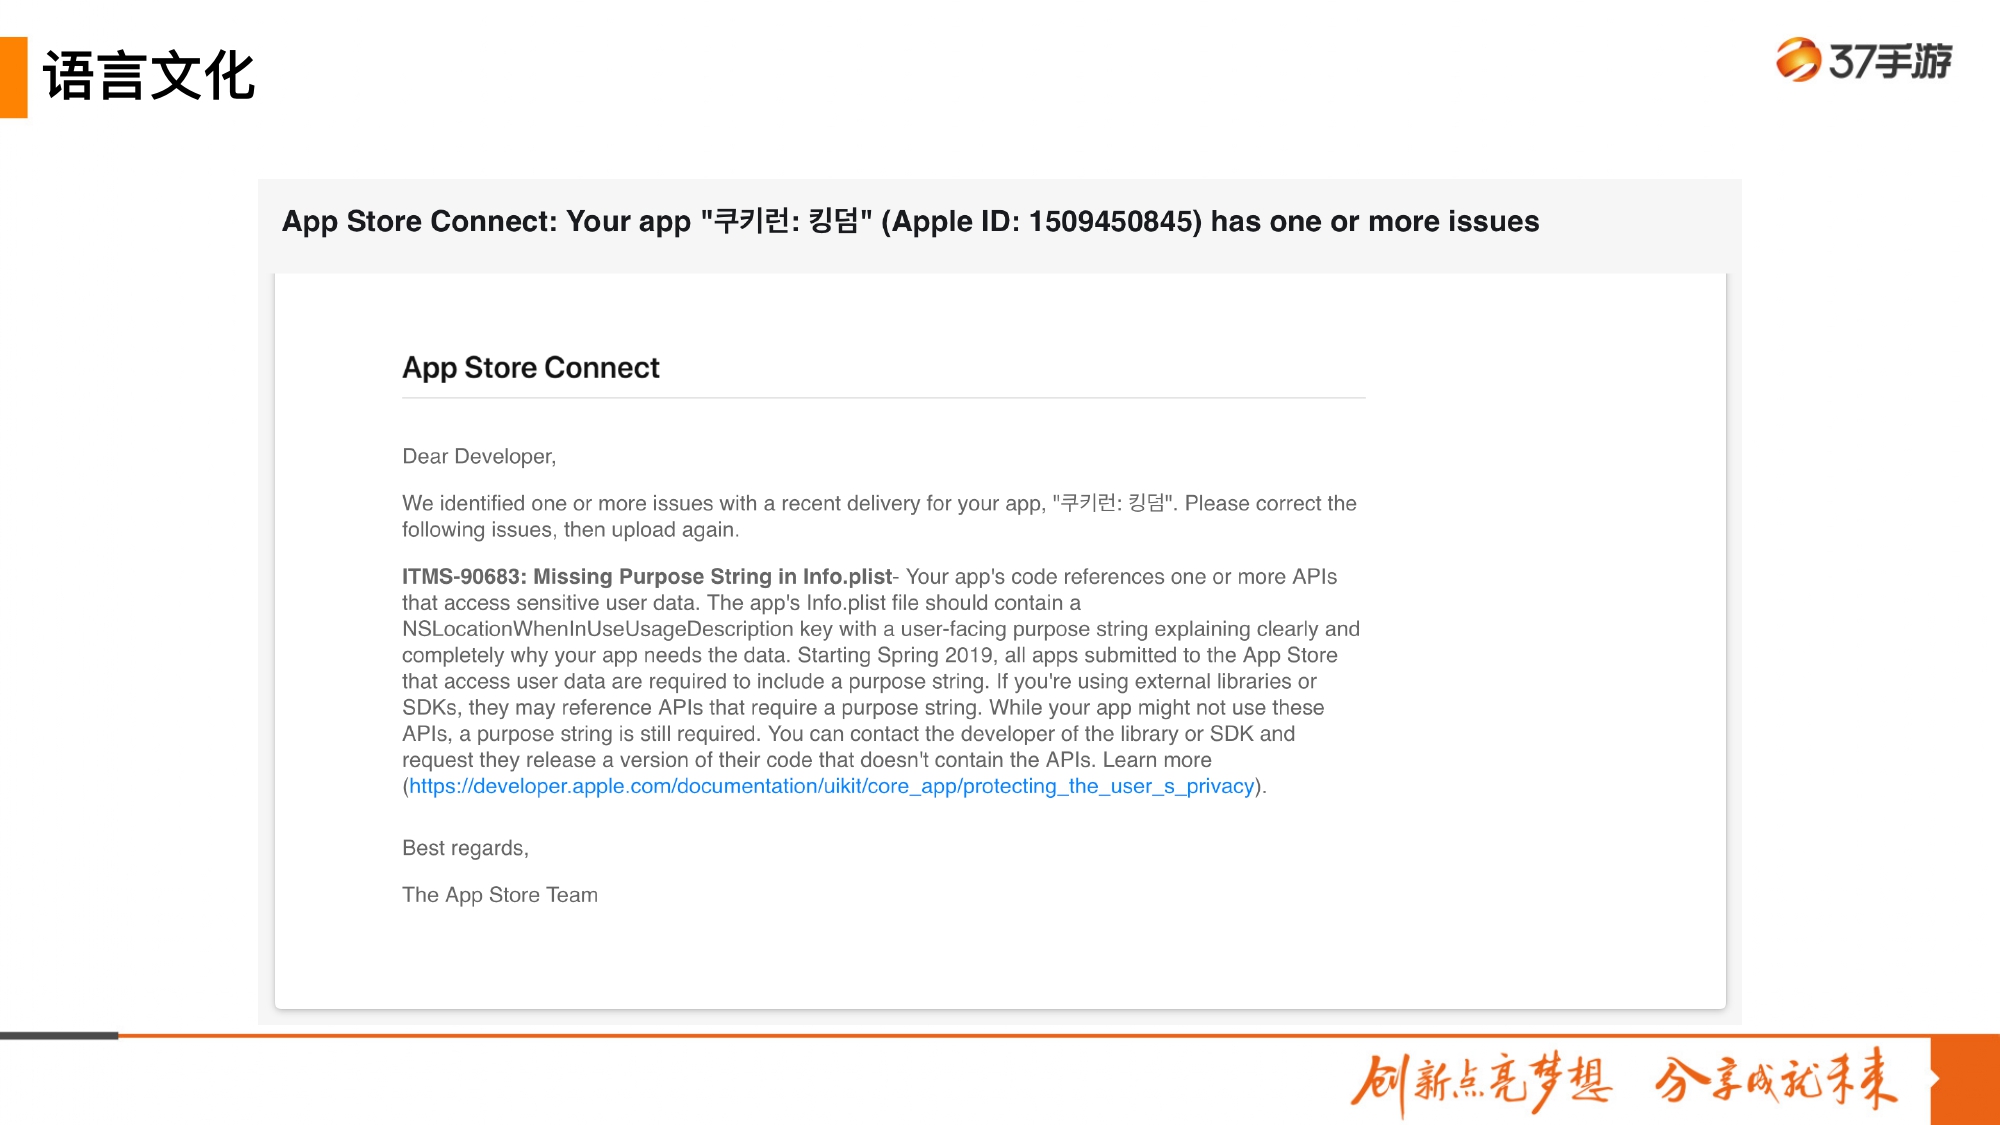 语言文化
37手游
App Store Connect: Your app "쿠키런: 킹덤" (Apple ID: 1509450845) has one or more issues
App Store Connect
Dear Developer,
We identified one or more issues with a recent delivery for your app, "쿠키런: 킹덤". Please correct the
following issues, then upload again.
ITMS-90683: Missing Purpose String in Info.plist- Your app's code references one or more APIs
that access sensitive user data. The app's Info.plist file should contain a
NSLocationWhenInUseUsageDescription key with a user-facing purpose string explaining clearly and
completely why your app needs the data. Starting Spring 2019, all apps submitted to the App Store
that access user data are required to include a purpose string. If you're using external libraries or
SDKs, they may reference APIs that require a purpose string. While your app might not use these
APIs, a purpose string is still required. You can contact the developer of the library or SDK and
request they release a version of their code that doesn't contain the APIs. Learn more
(https://developer.apple.com/documentation/uikit/core_app/protecting_the_user_s_privacy).
Best regards,
The App Store Team
创新点亮梦想 分享成就未来